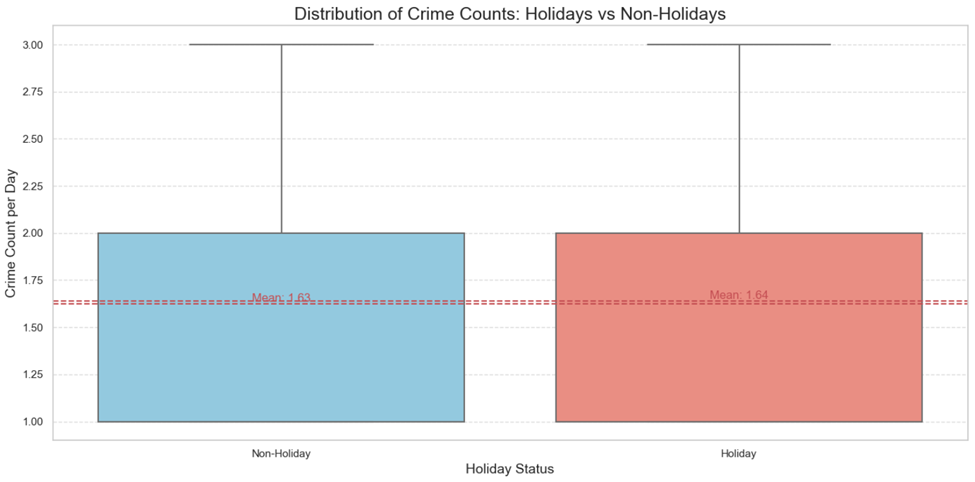 Distribution of Crime Counts: Holidays vs Non-Holidays
Crime Count per Day
3.00
2.75
2.50
2.25
2.00
1.75
1.50
1.25
1.00
Mean: 1.63
Mean: 1.64
Non-Holiday
Holiday
Holiday Status